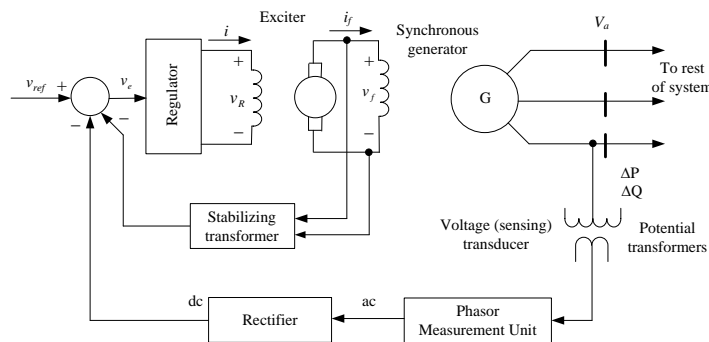 Exciter
Synchronous
generator
i
i_f
V_a
v_ref
+
v_e
−
−
Regulator
+
v_R
−
+
v_f
−
G
To rest
of system
ΔP
ΔQ
Stabilizing
transformer
Voltage (sensing)
transducer
Potential
transformers
dc
Rectifier
ac
Phasor
Measurement Unit